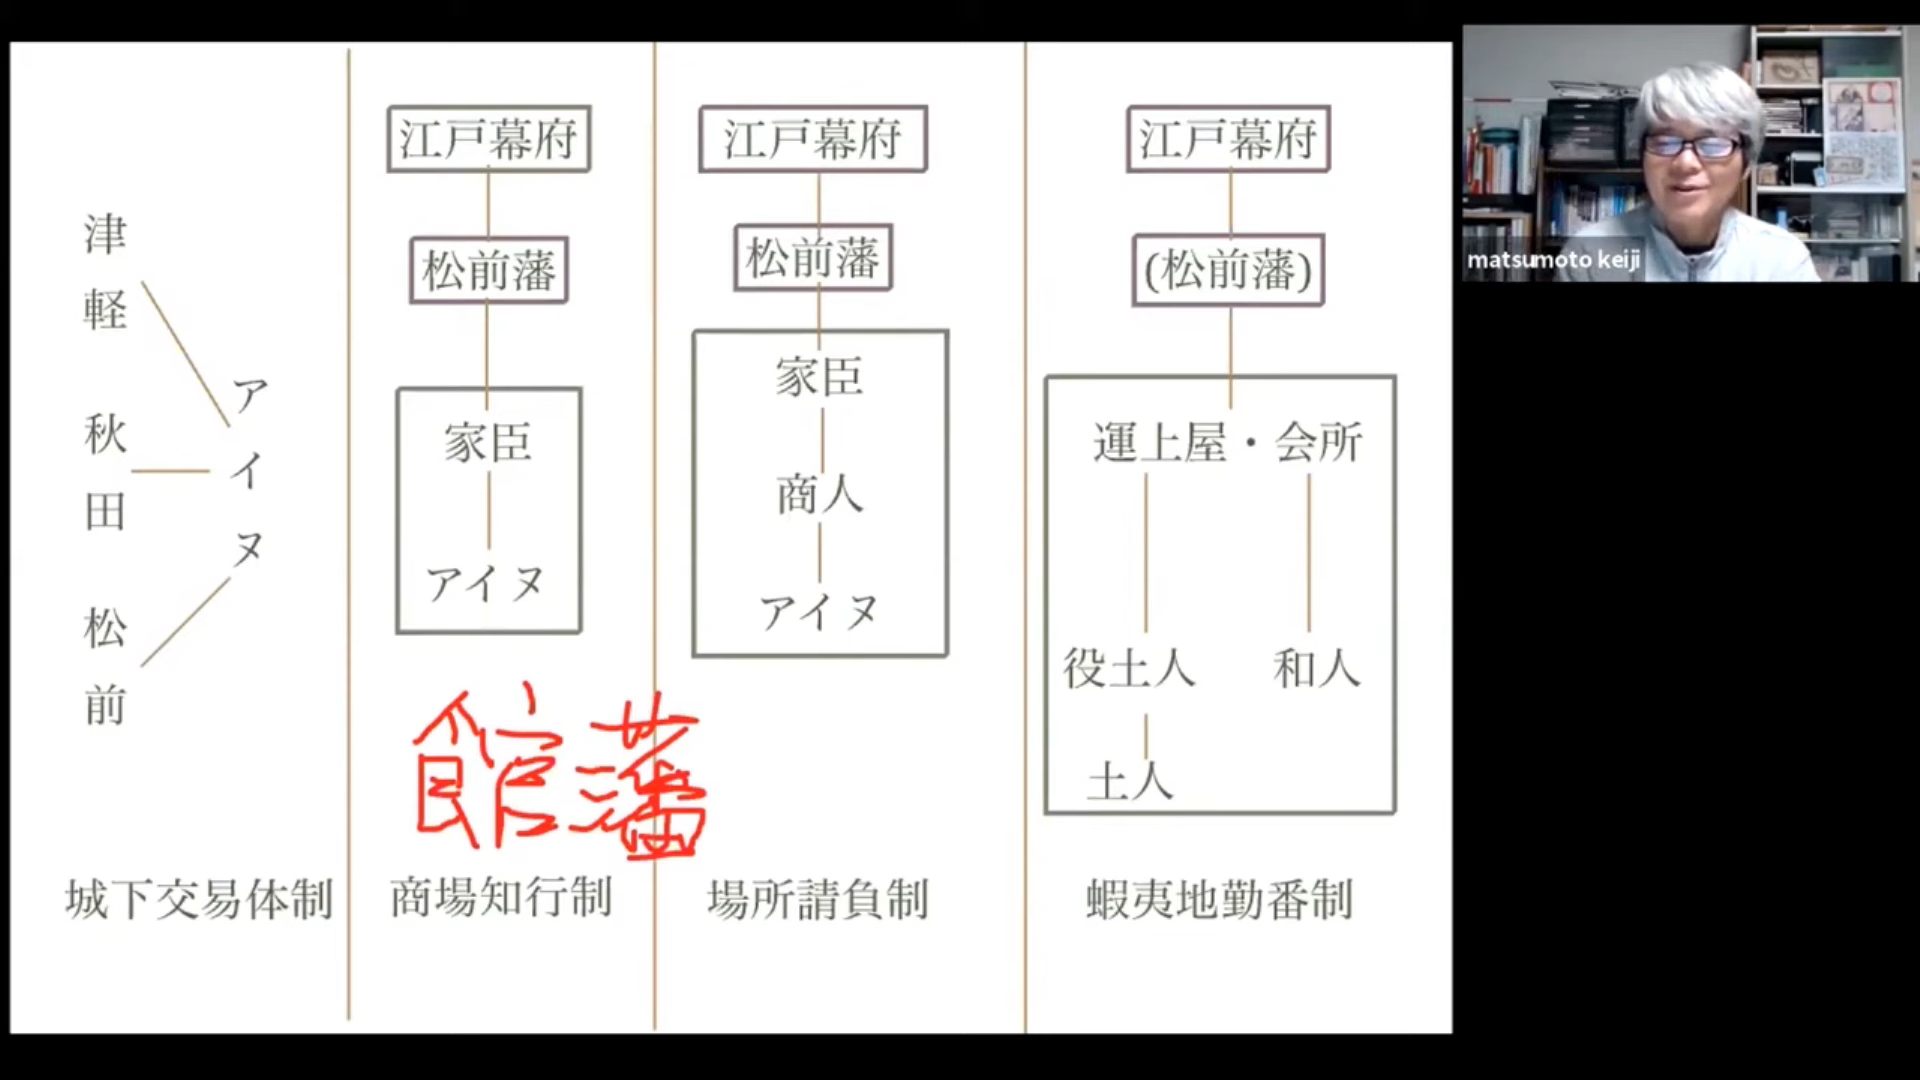 津軽
秋田
松前
アイヌ
城下交易体制
江戸幕府
松前藩
家臣
アイヌ
商場知行制
江戸幕府
松前藩
家臣
商人
アイヌ
場所請負制
館藩
江戸幕府
(松前藩)
運上屋・会所
役土人
和人
土人
蝦夷地勤番制
matsumoto keiji